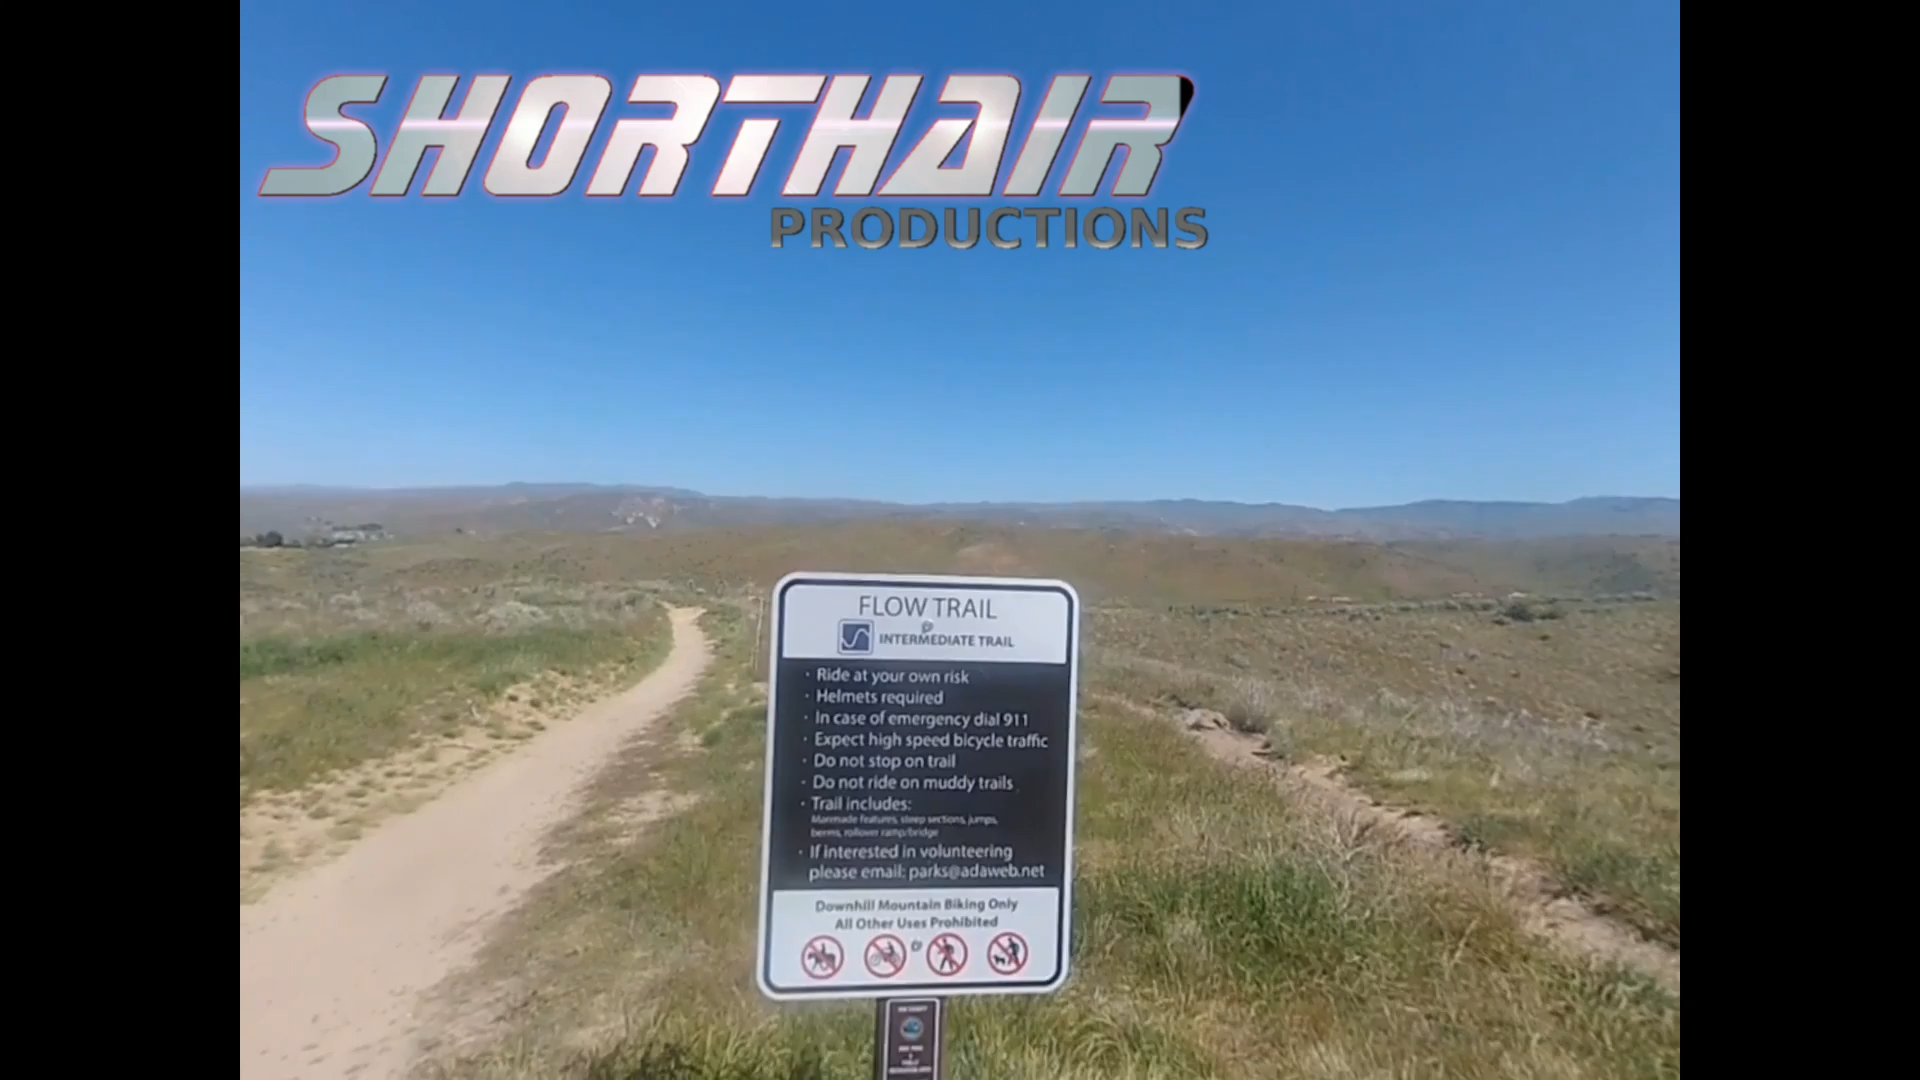 SHORTHAIR
PRODUCTIONS
FLOW TRAIL
INTERMEDIATE TRAIL
· Ride at your own risk
· Helmets required
· In case of emergency dial 911
· Expect high speed bicycle traffic
· Do not stop on trail
· Do not ride on muddy trails
· Trail includes:
Manmade features, steep sections, jumps,
berms, rollover ramp/bridge
· If interested in volunteering
please email: parks@adaweb.net
Downhill Mountain Biking Only
All Other Uses Prohibited